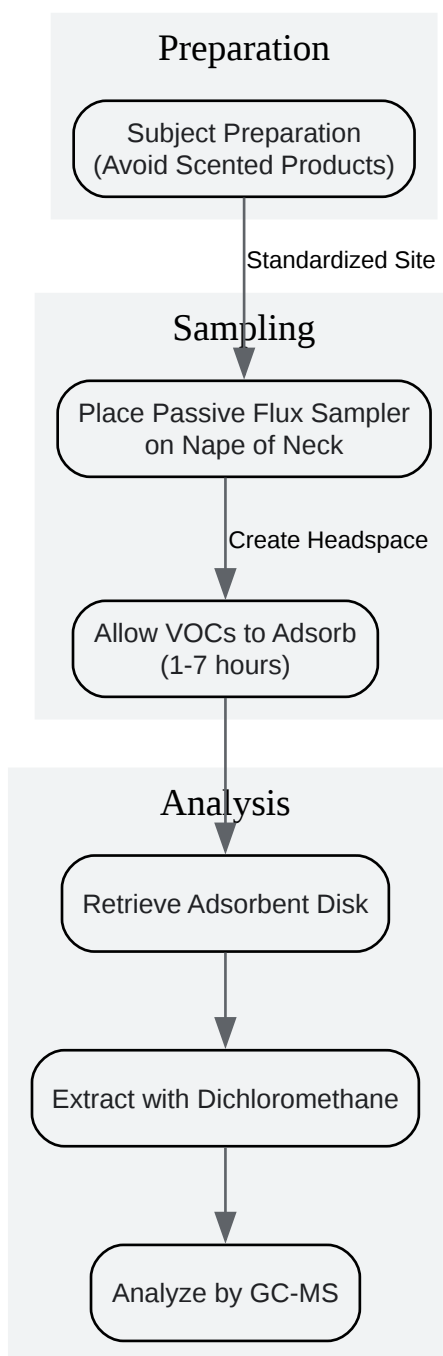 Preparation
Subject Preparation
(Avoid Scented Products)
Standardized Site
Sampling
Place Passive Flux Sampler
on Nape of Neck
Create Headspace
Allow VOCs to Adsorb
(1-7 hours)
Analysis
Retrieve Adsorbent Disk
Extract with Dichloromethane
Analyze by GC-MS